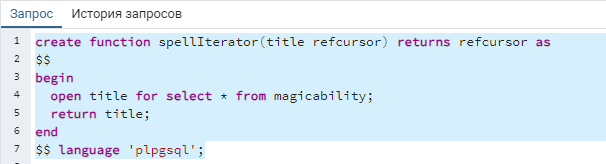 Запрос История запросов
1 create function spellIterator(title refcursor) returns refcursor as
2 $$
3 begin
4 open title for select * from magicability;
5 return title;
6 end
7 $$ language 'plpgsql';